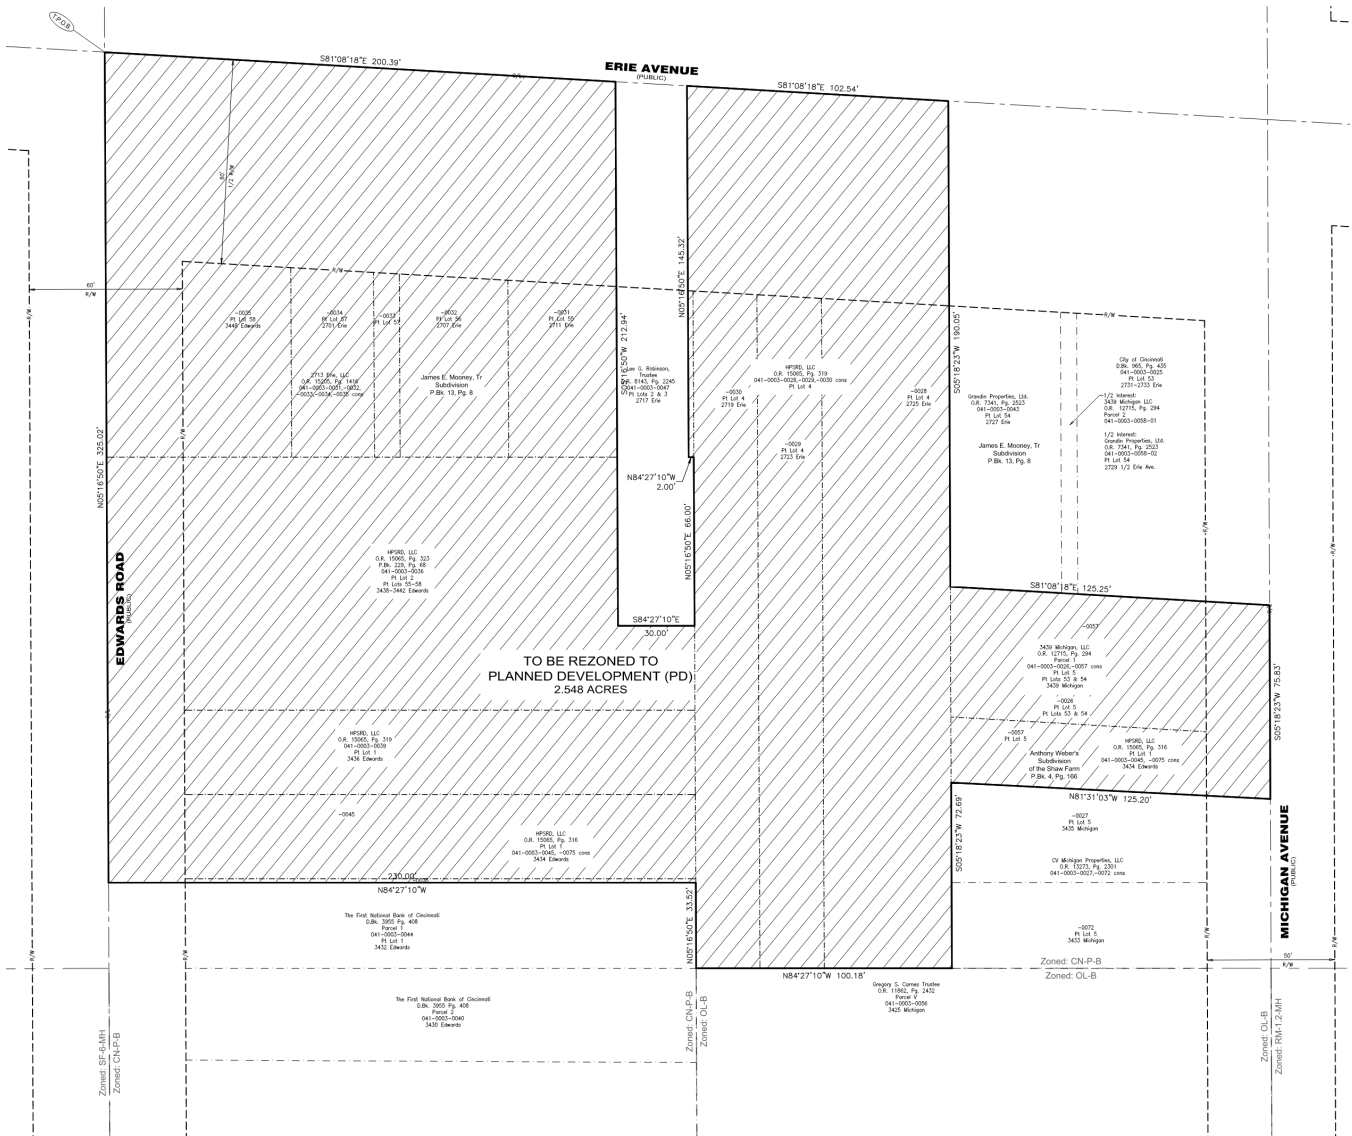 T.P.O.B
S81°08'18"E 200.39'
ERIE AVENUE
(PUBLIC)
S81°08'18"E 102.54'
R/W
80'
1/2 R/W
60'
R/W
R/W
R/W
-0035
Pt Lot 58
3448 Edwards
-0034
Pt Lot 57
2701 Erie
-0033
Pt Lot 57
-0032
Pt Lot 56
2707 Erie
-0031
Pt Lot 55
2711 Erie
2713 Erie, LLC
O.R. 15205, Pg. 1416
041-0003-0031,-0032,
-0033,-0034,-0035 cons
James E. Mooney, Tr
Subdivision
P.Bk. 13, Pg. 8
212.94'
Lee G. Robinson,
Trustee
O.R. 8143, Pg. 2245
041-0003-0047
Pt Lots 2 & 3
2717 Erie
N05°16'50"E 145.32'
HPSRD, LLC
O.R. 15065, Pg. 319
041-0003-0028,-0029,-0030 cons
Pt Lot 4
-0030
Pt Lot 4
2719 Erie
-0028
Pt Lot 4
2725 Erie
-0029
Pt Lot 4
2723 Erie
S05°18'23"W 190.05'
Grandin Properties, Ltd.
O.R. 7341, Pg. 2523
041-0003-0043
Pt Lot 54
2727 Erie
James E. Mooney, Tr
Subdivision
P.Bk. 13, Pg. 8
R/W
City of Cincinnati
D.Bk. 965, Pg. 435
041-0003-0025
Pt Lot 53
2731-2733 Erie
1/2 Interest:
3439 Michigan LLC
O.R. 12715, Pg. 294
Parcel 2
041-0003-0058-01
1/2 Interest:
Grandin Properties, Ltd.
O.R. 7341, Pg. 2523
041-0003-0058-02
Pt Lot 54
2729 1/2 Erie Ave.
R/W
R/W
R/W
N05°16'50"E 325.02'
R/W
N84°27'10"W
2.00'
N05°16'50"E 66.00'
EDWARDS ROAD
(PUBLIC)
HPSRD, LLC
O.R. 15065, Pg. 323
P.Bk. 229, Pg. 68
041-0003-0036
Pt Lot 2
Pt Lots 55-58
3438-3442 Edwards
S84°27'10"E
30.00'
TO BE REZONED TO
PLANNED DEVELOPMENT (PD)
2.548 ACRES
S81°08'18"E 125.25'
-0057
3439 Michigan, LLC
O.R. 12715, Pg. 294
Parcel 1
041-0003-0026,-0057 cons
Pt Lot 5
Pt Lots 53 & 54
3439 Michigan
-0026
Pt Lot 5
Pt Lots 53 & 54
S05°18'23"W 75.83'
HPSRD, LLC
O.R. 15065, Pg. 319
041-0003-0039
Pt Lot 1
3436 Edwards
-0057
Pt Lot 5
Anthony Weber's
Subdivision
of the Shaw Farm
P.Bk. 4, Pg. 166
HPSRD, LLC
O.R. 15065, Pg. 316
Pt Lot 1
041-0003-0045, -0075 cons
3434 Edwards
N81°31'03"W 125.20'
-0045
HPSRD, LLC
O.R. 15065, Pg. 316
Pt Lot 1
041-0003-0045, -0075 cons
3434 Edwards
230.00'
N84°27'10"W
S05°18'23"W 72.69'
-0027
Pt Lot 5
3435 Michigan
CV Michigan Properties, LLC
O.R. 13273, Pg. 2301
041-0003-0027,-0072 cons
MICHIGAN AVENUE
(PUBLIC)
The First National Bank of Cincinnati
D.Bk. 3955 Pg. 408
Parcel 1
041-0003-0044
Pt Lot 1
3432 Edwards
N05°16'50"E 33.52'
-0072
Pt Lot 5
3433 Michigan
R/W
R/W
R/W
R/W
50'
R/W
Zoned: CN-P-B
Zoned: OL-B
N84°27'10"W 100.18'
Gregory S. Cornes Trustee
O.R. 11862, Pg. 2432
Parcel V
041-0003-0056
3425 Michigan
The First National Bank of Cincinnati
D.Bk. 3955 Pg. 408
Parcel 2
041-0003-0040
3430 Edwards
Zoned: SF-6-MH
Zoned: CN-P-B
Zoned: CN-P-B
Zoned: OL-B
Zoned: OL-B
Zoned: RM-1.2-MH